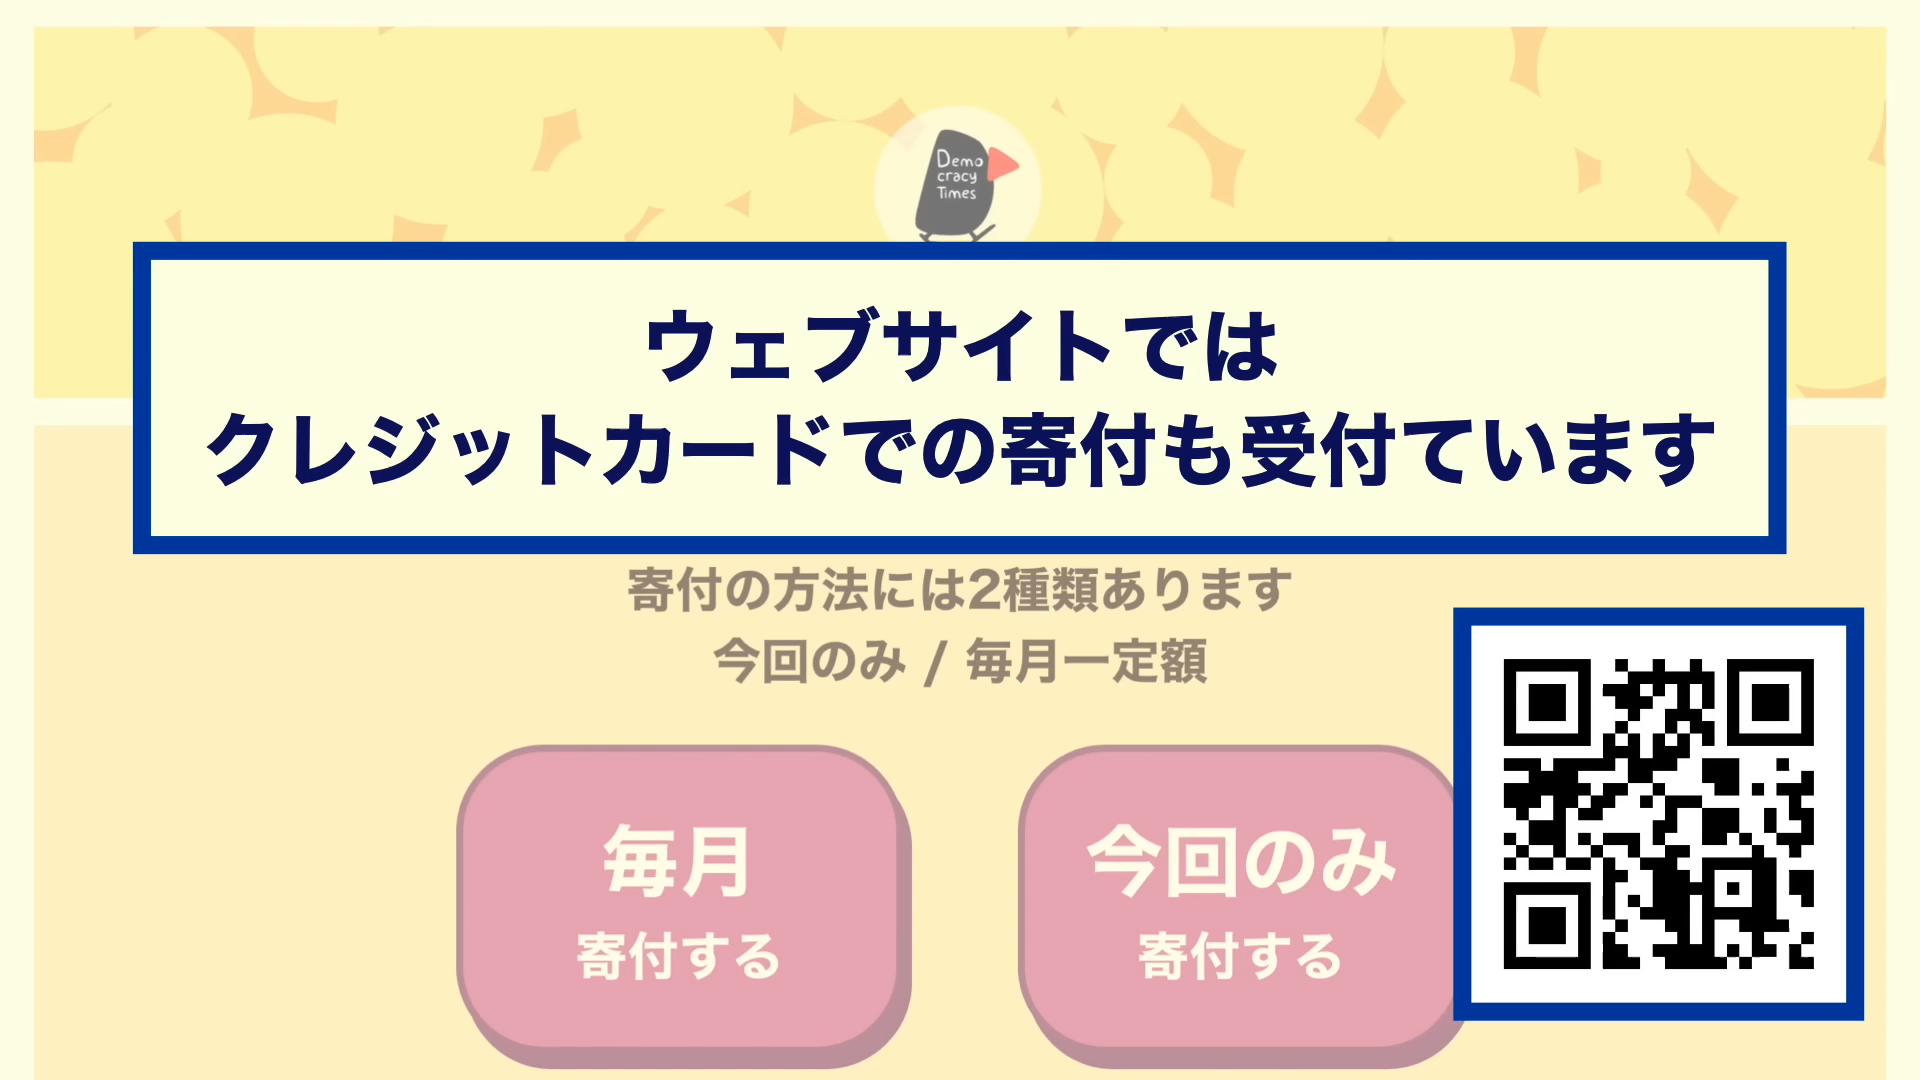 Demo
cracy
Times
ウェブサイトでは
クレジットカードでの寄付も受付ています
寄付の方法には2種類あります
今回のみ / 毎月一定額
毎月
寄付する
今回のみ
寄付する